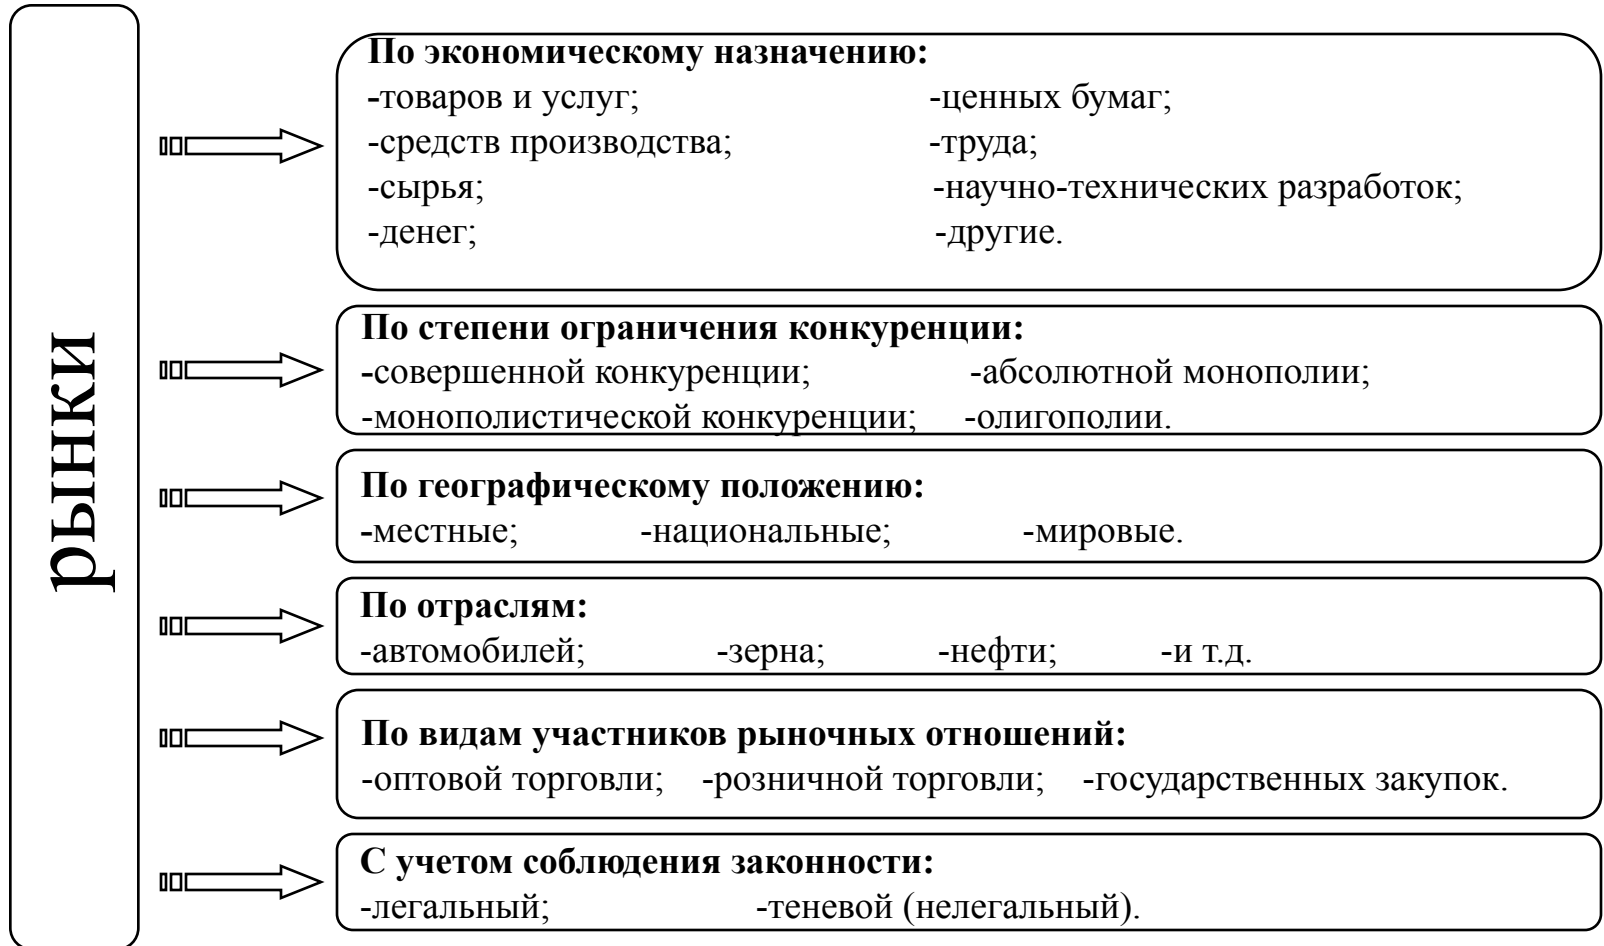 рынки
По экономическому назначению:
-товаров и услуг; -ценных бумаг;
-средств производства; -труда;
-сырья; -научно-технических разработок;
-денег; -другие.
По степени ограничения конкуренции:
-совершенной конкуренции; -абсолютной монополии;
-монополистической конкуренции; -олигополии.
По географическому положению:
-местные; -национальные; -мировые.
По отраслям:
-автомобилей; -зерна; -нефти; -и т.д.
По видам участников рыночных отношений:
-оптовой торговли; -розничной торговли; -государственных закупок.
С учетом соблюдения законности:
-легальный; -теневой (нелегальный).